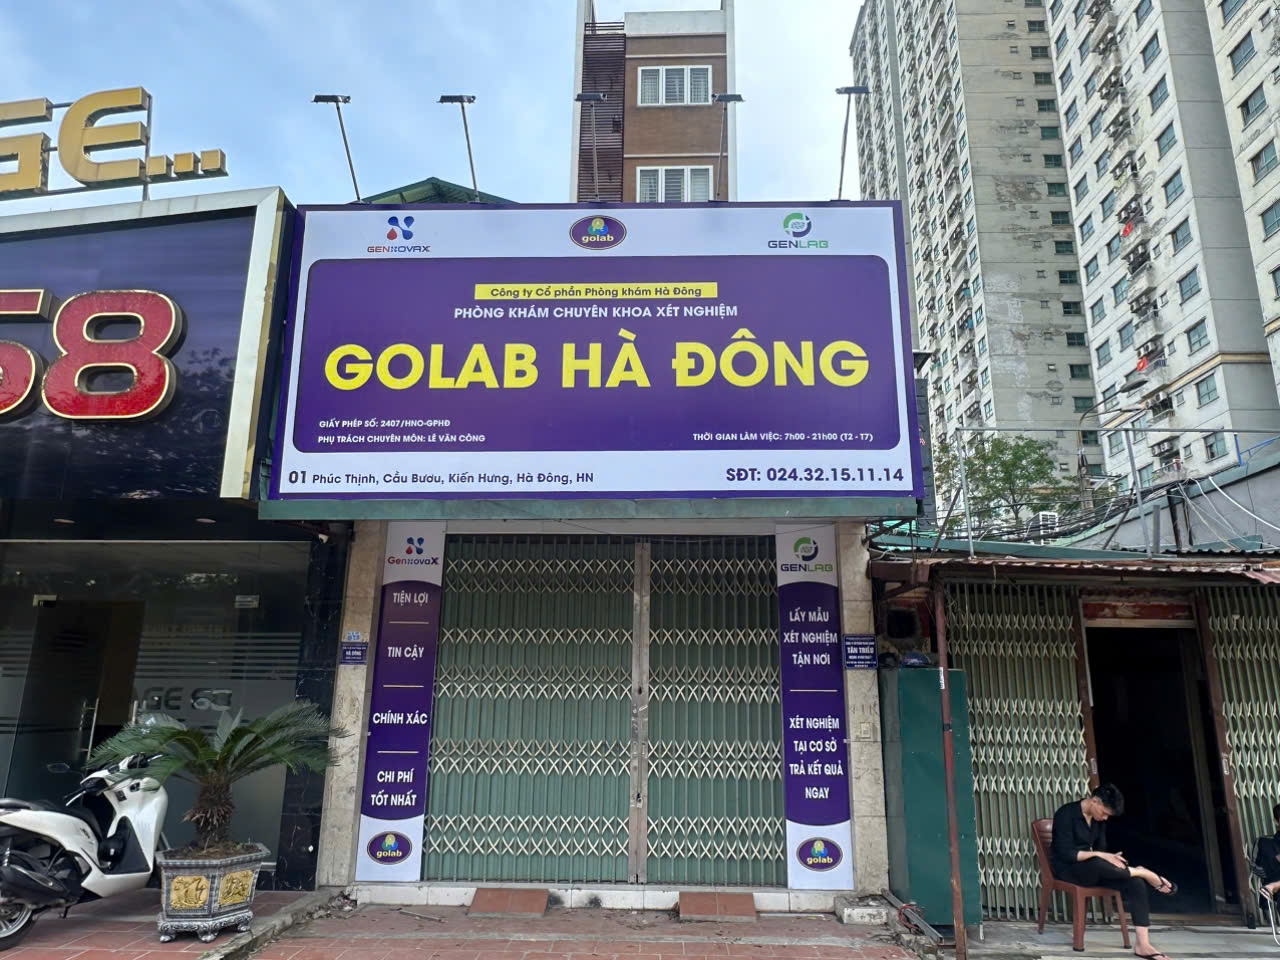 GE...
58
GENNOVAX
golab
GENLAB
Công ty Cổ phần Phòng khám Hà Đông
PHÒNG KHÁM CHUYÊN KHOA XÉT NGHIỆM
GOLAB HÀ ĐÔNG
GIẤY PHÉP SỐ: 2407/HNO-GPHĐ
PHỤ TRÁCH CHUYÊN MÔN: LÊ VĂN CÔNG
THỜI GIAN LÀM VIỆC: 7h00 - 21h00 (T2 - T7)
01 Phúc Thịnh, Cầu Bươu, Kiến Hưng, Hà Đông, HN
SĐT: 024.32.15.11.14
GennovaX
TIỆN LỢI
TIN CẬY
CHÍNH XÁC
CHI PHÍ
TỐT NHẤT
golab
GENLAB
LẤY MẪU
XÉT NGHIỆM
TẬN NƠI
XÉT NGHIỆM
TẠI CƠ SỞ
TRẢ KẾT QUẢ
NGAY
golab
HÀ ĐÔNG
TÂN TRIỀU